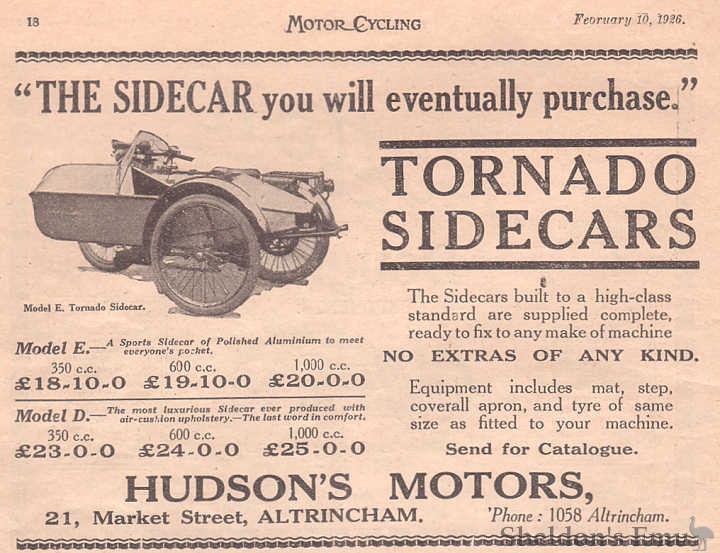 18
MOTOR CYCLING
February 10, 1926.
"THE SIDECAR you will eventually purchase."
TORNADO
SIDECARS
Model E. Tornado Sidecar.
The Sidecars built to a high-class
standard are supplied complete,
ready to fix to any make of machine
NO EXTRAS OF ANY KIND.
Equipment includes mat, step,
coverall apron, and tyre of same
size as fitted to your machine.
Send for Catalogue.
Model E.—A Sports Sidecar of Polished Aluminium to meet
everyone's pocket.
350 c.c. 600 c.c. 1,000 c.c.
£18-10-0 £19-10-0 £20-0-0
Model D.—The most luxurious Sidecar ever produced with
air-cushion upholstery.—The last word in comfort.
350 c.c. 600 c.c. 1,000 c.c.
£23-0-0 £24-0-0 £25-0-0
HUDSON'S MOTORS,
21, Market Street, ALTRINCHAM. 'Phone : 1058 Altrincham.
Sheldon's Emu